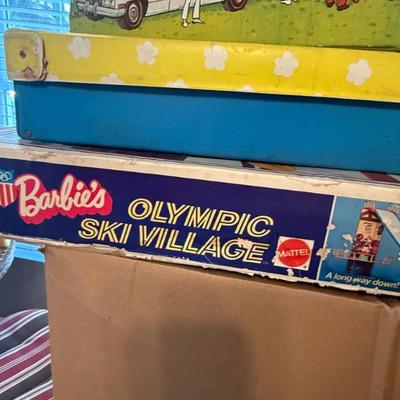 Barbie's
OLYMPIC
SKI VILLAGE
MATTEL
A long way down!